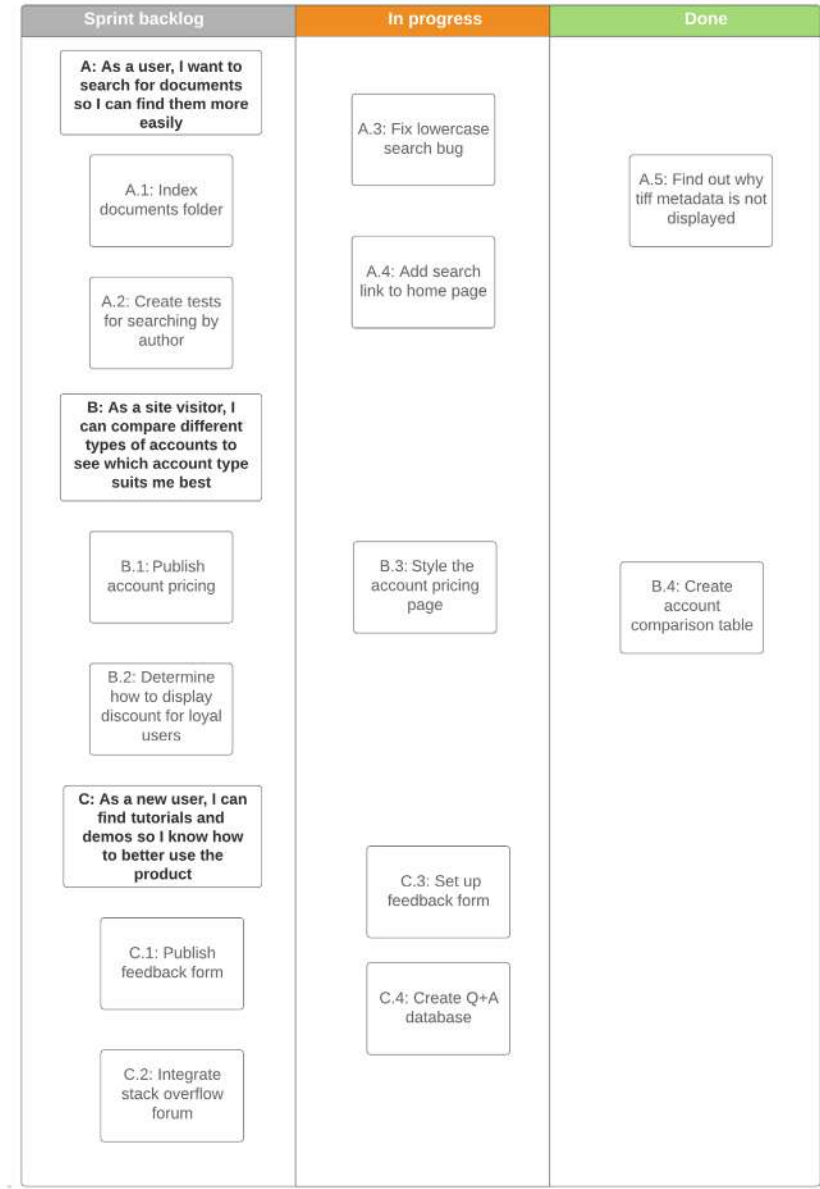 Sprint backlog
In progress
Done
A: As a user, I want to
search for documents
so I can find them more
easily
A.1: Index
documents folder
A.2: Create tests
for searching by
author
B: As a site visitor, I
can compare different
types of accounts to
see which account type
suits me best
B.1: Publish
account pricing
B.2: Determine
how to display
discount for loyal
users
C: As a new user, I can
find tutorials and
demos so I know how
to better use the
product
C.1: Publish
feedback form
C.2: Integrate
stack overflow
forum
A.3: Fix lowercase
search bug
A.4: Add search
link to home page
B.3: Style the
account pricing
page
C.3: Set up
feedback form
C.4: Create Q+A
database
A.5: Find out why
tiff metadata is not
displayed
B.4: Create
account
comparison table